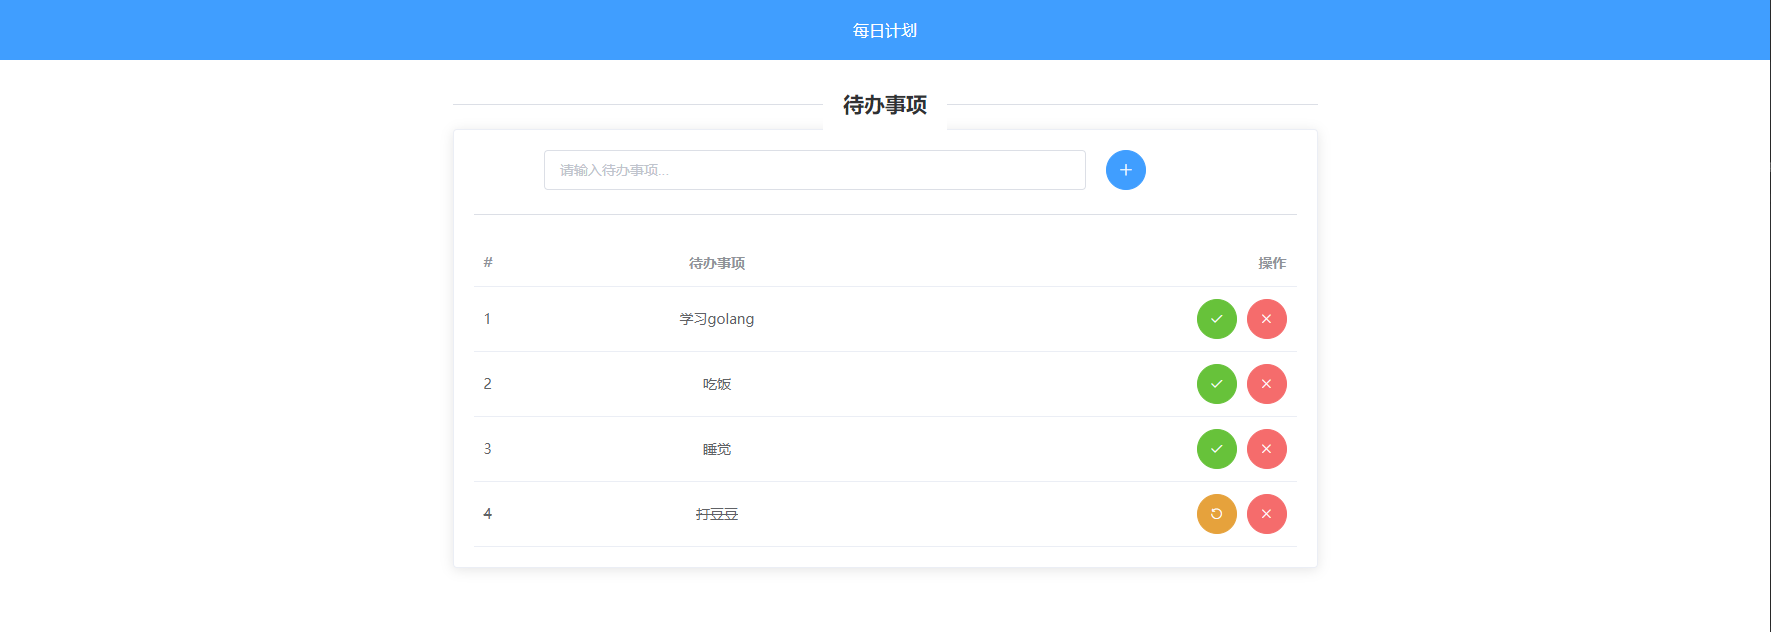 每日计划
待办事项
请输入待办事项...
# 待办事项 操作
1 学习golang
2 吃饭
3 睡觉
4 打豆豆